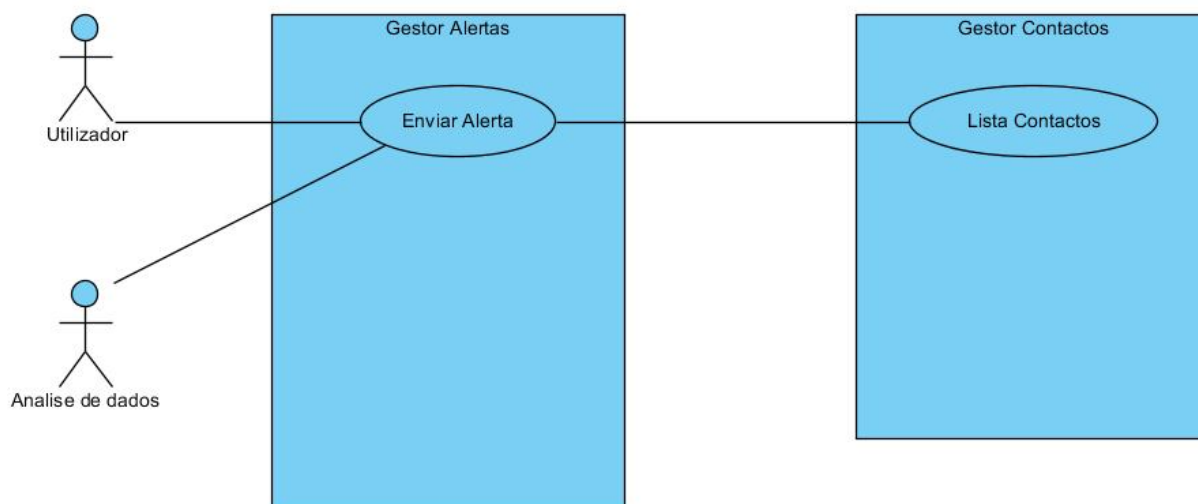 Gestor Alertas
Gestor Contactos
Enviar Alerta
Lista Contactos
Utilizador
Analise de dados